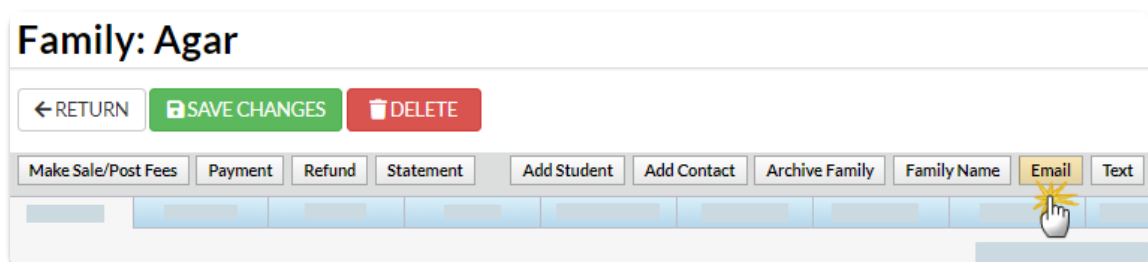 Family: Agar
RETURN SAVE CHANGES DELETE
Make Sale/Post Fees Payment Refund Statement Add Student Add Contact Archive Family Family Name Email Text